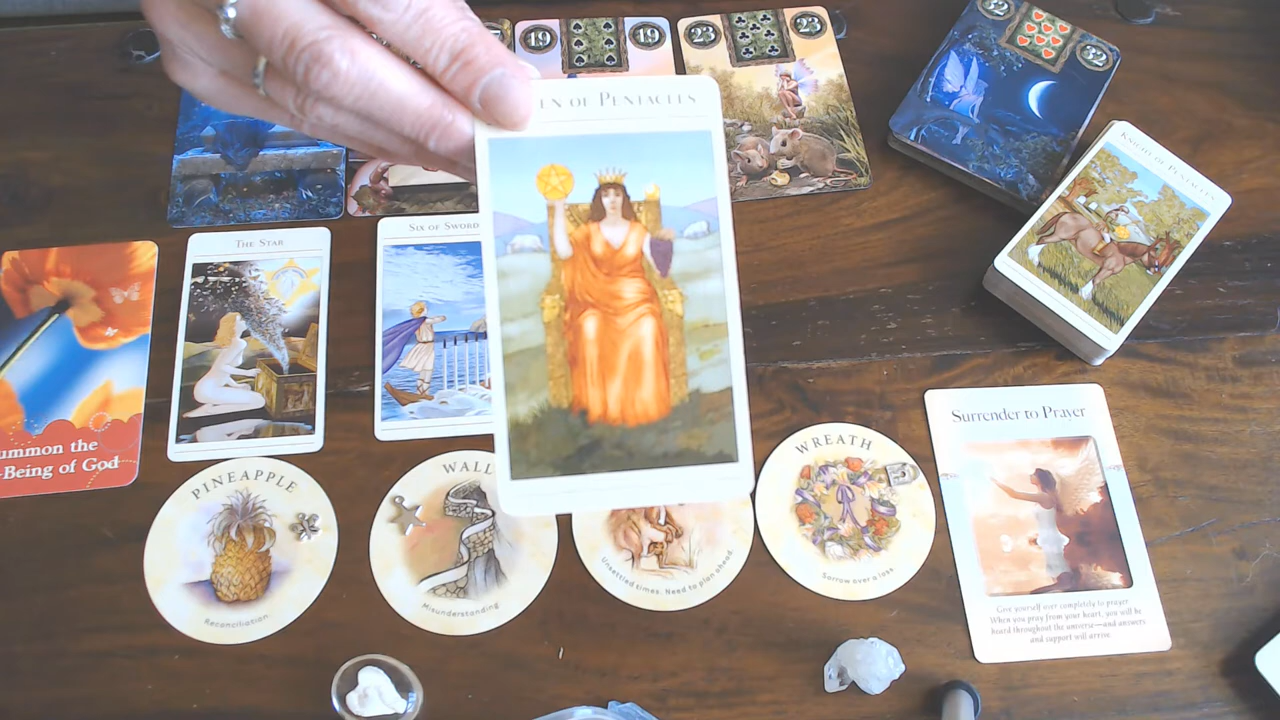 19 19
23 23
32
32
EN OF PENTACLES
KNIGHT OF PENTACLES
THE STAR
SIX OF SWORD
Surrender to Prayer
ummon the
-Being of God
PINEAPPLE
Reconciliation.
WALL
Misunderstanding
Unsettled times. Need to plan ahead.
WREATH
Sorrow over a loss.
Give yourself over completely to prayer.
When you pray from your heart, you will be
heard throughout the universe—and answers
and support will arrive.